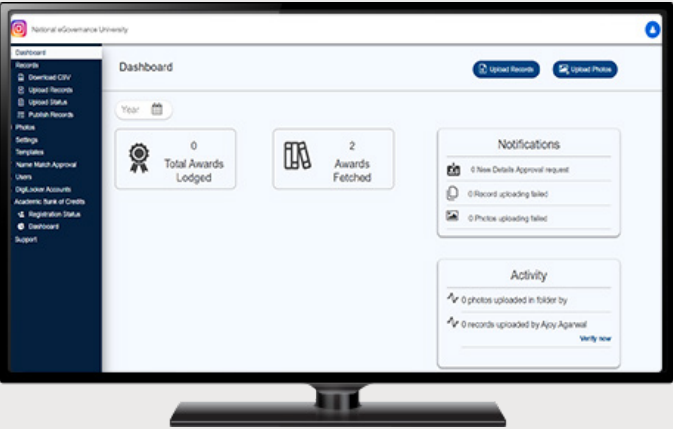 National eGovernance University
Dashboard
Records
Download CSV
Upload Records
Upload Status
Publish Records
Photos
Settings
Templates
Name Match Approval
Users
DigiLocker Accounts
Academic Bank of Credits
Registration Status
Dashboard
Support
Dashboard
Upload Records
Upload Photos
Year
0
Total Awards
Lodged
2
Awards
Fetched
Notifications
0 New Details Approval request
0 Record uploading failed
0 Photos uploading failed
Activity
0 photos uploaded in folder by
0 records uploaded by Ajoy Agarwal
Verify now